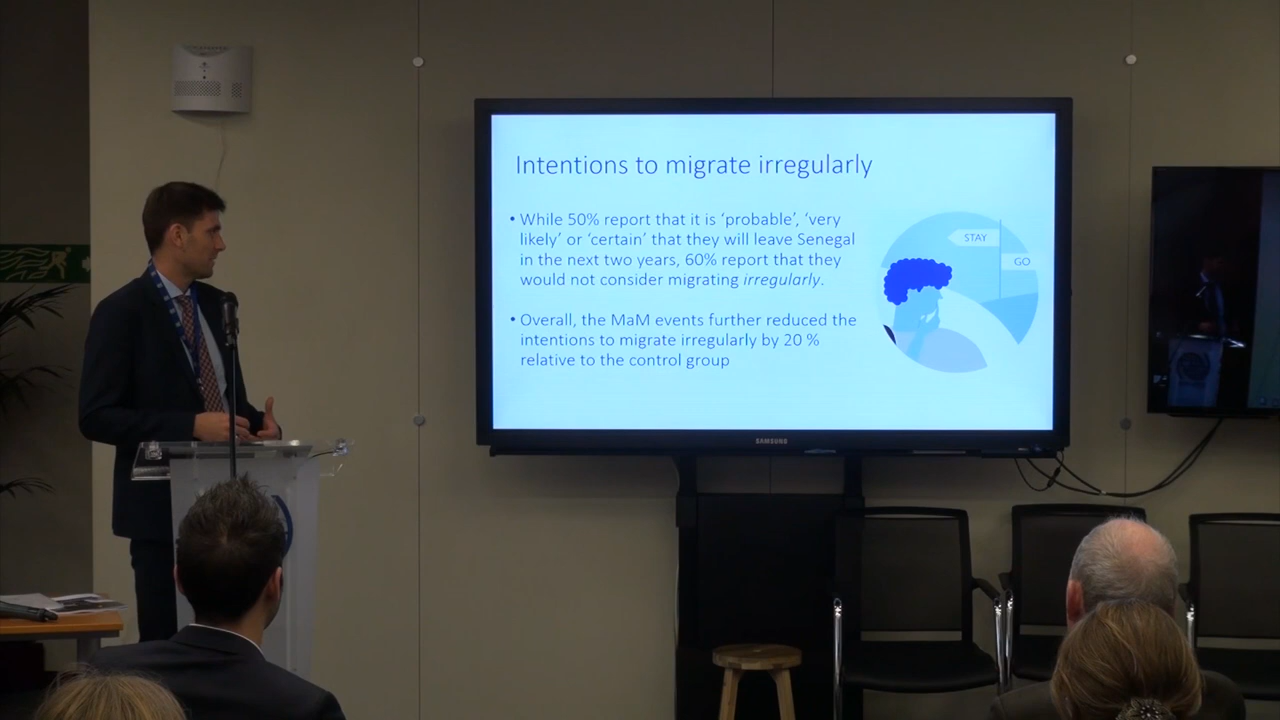 Intentions to migrate irregularly
• While 50% report that it is ‘probable’, ‘very
likely’ or ‘certain’ that they will leave Senegal
in the next two years, 60% report that they
would not consider migrating irregularly.
• Overall, the MaM events further reduced the
intentions to migrate irregularly by 20 %
relative to the control group
STAY
GO
SAMSUNG